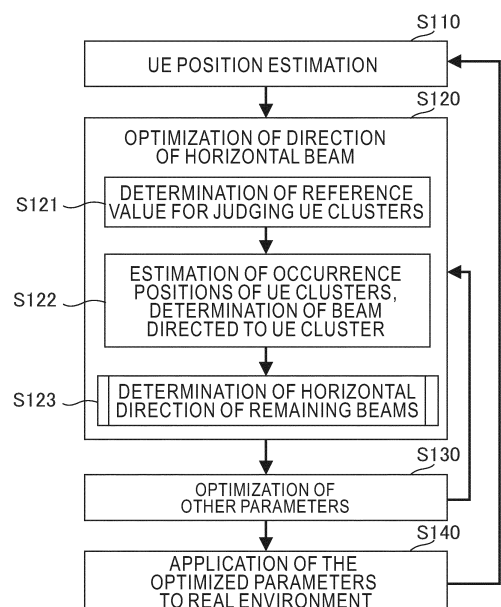 S110
UE POSITION ESTIMATION
S120
OPTIMIZATION OF DIRECTION
OF HORIZONTAL BEAM
S121
DETERMINATION OF REFERENCE
VALUE FOR JUDGING UE CLUSTERS
S122
ESTIMATION OF OCCURRENCE
POSITIONS OF UE CLUSTERS,
DETERMINATION OF BEAM
DIRECTED TO UE CLUSTER
S123
DETERMINATION OF HORIZONTAL
DIRECTION OF REMAINING BEAMS
S130
OPTIMIZATION OF
OTHER PARAMETERS
S140
APPLICATION OF THE
OPTIMIZED PARAMETERS
TO REAL ENVIRONMENT